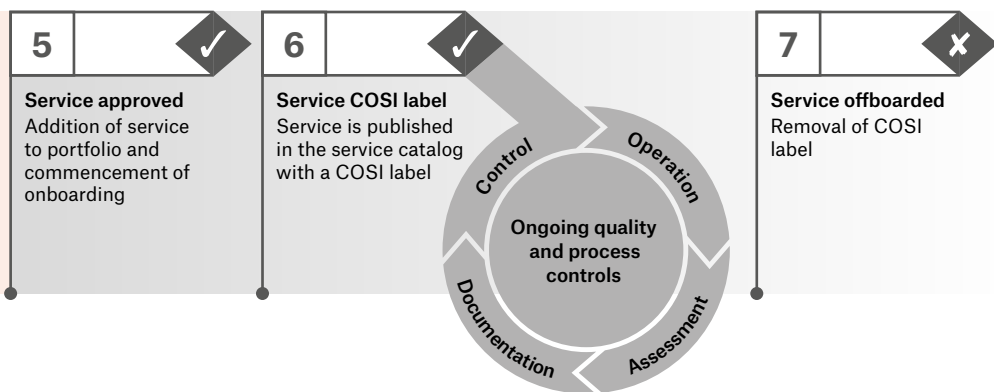 5
Service approved
Addition of service
to portfolio and
commencement of
onboarding
6
Service COSI label
Service is published
in the service catalog
with a COSI label
Control
Operation
Assessment
Documentation
Ongoing quality
and process
controls
7
Service offboarded
Removal of COSI
label